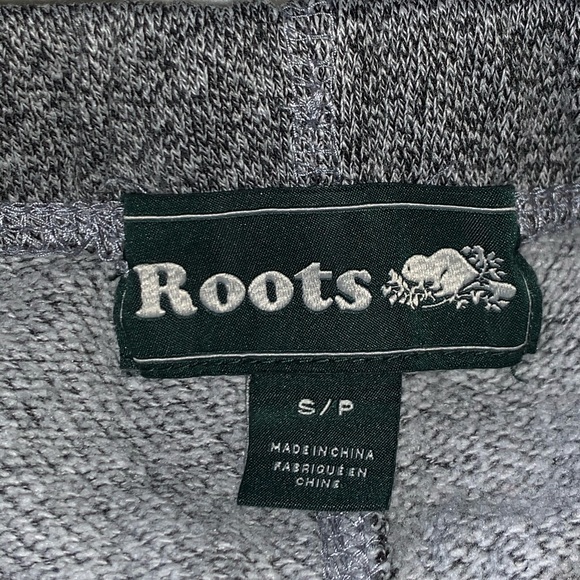 Roots
S/P
MADE IN CHINA
FABRIQUÉ EN
CHINE